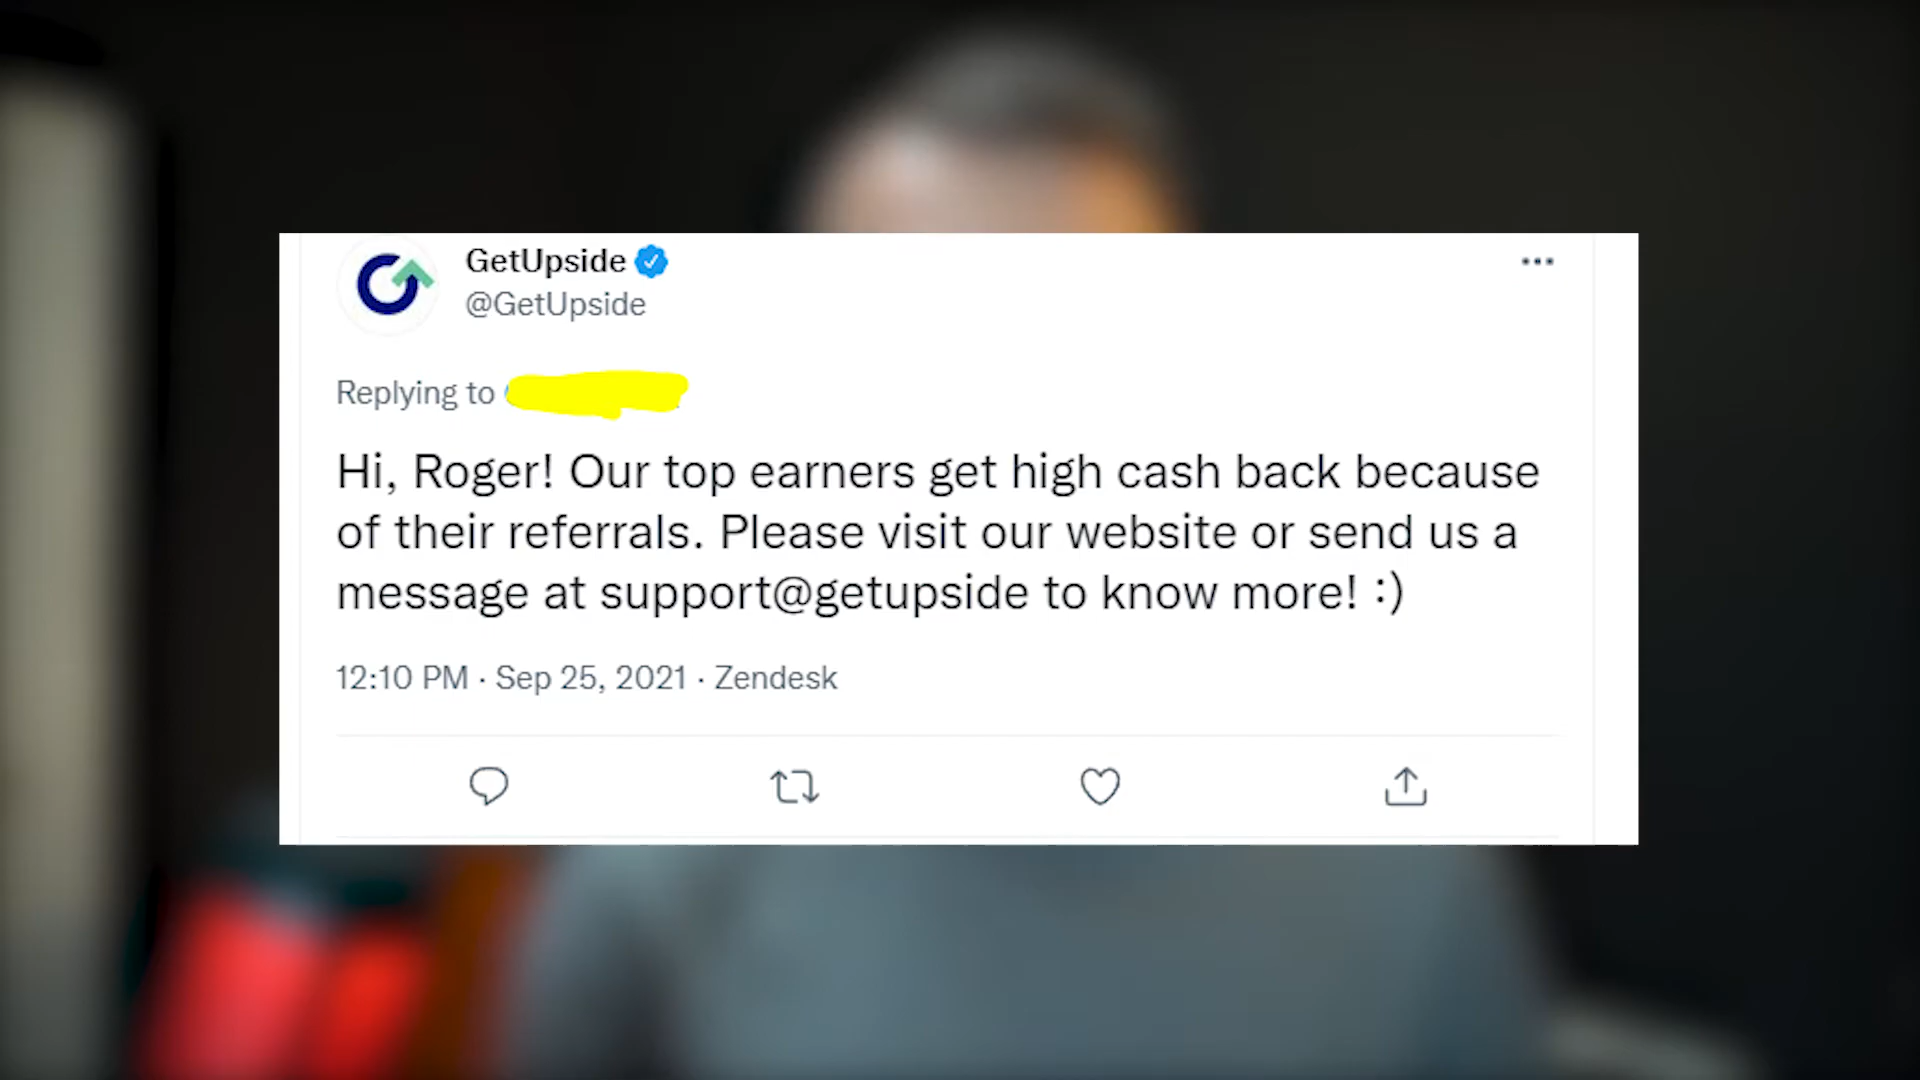 GetUpside
@GetUpside
Replying to
Hi, Roger! Our top earners get high cash back because
of their referrals. Please visit our website or send us a
message at support@getupside to know more! :)
12:10 PM · Sep 25, 2021 · Zendesk